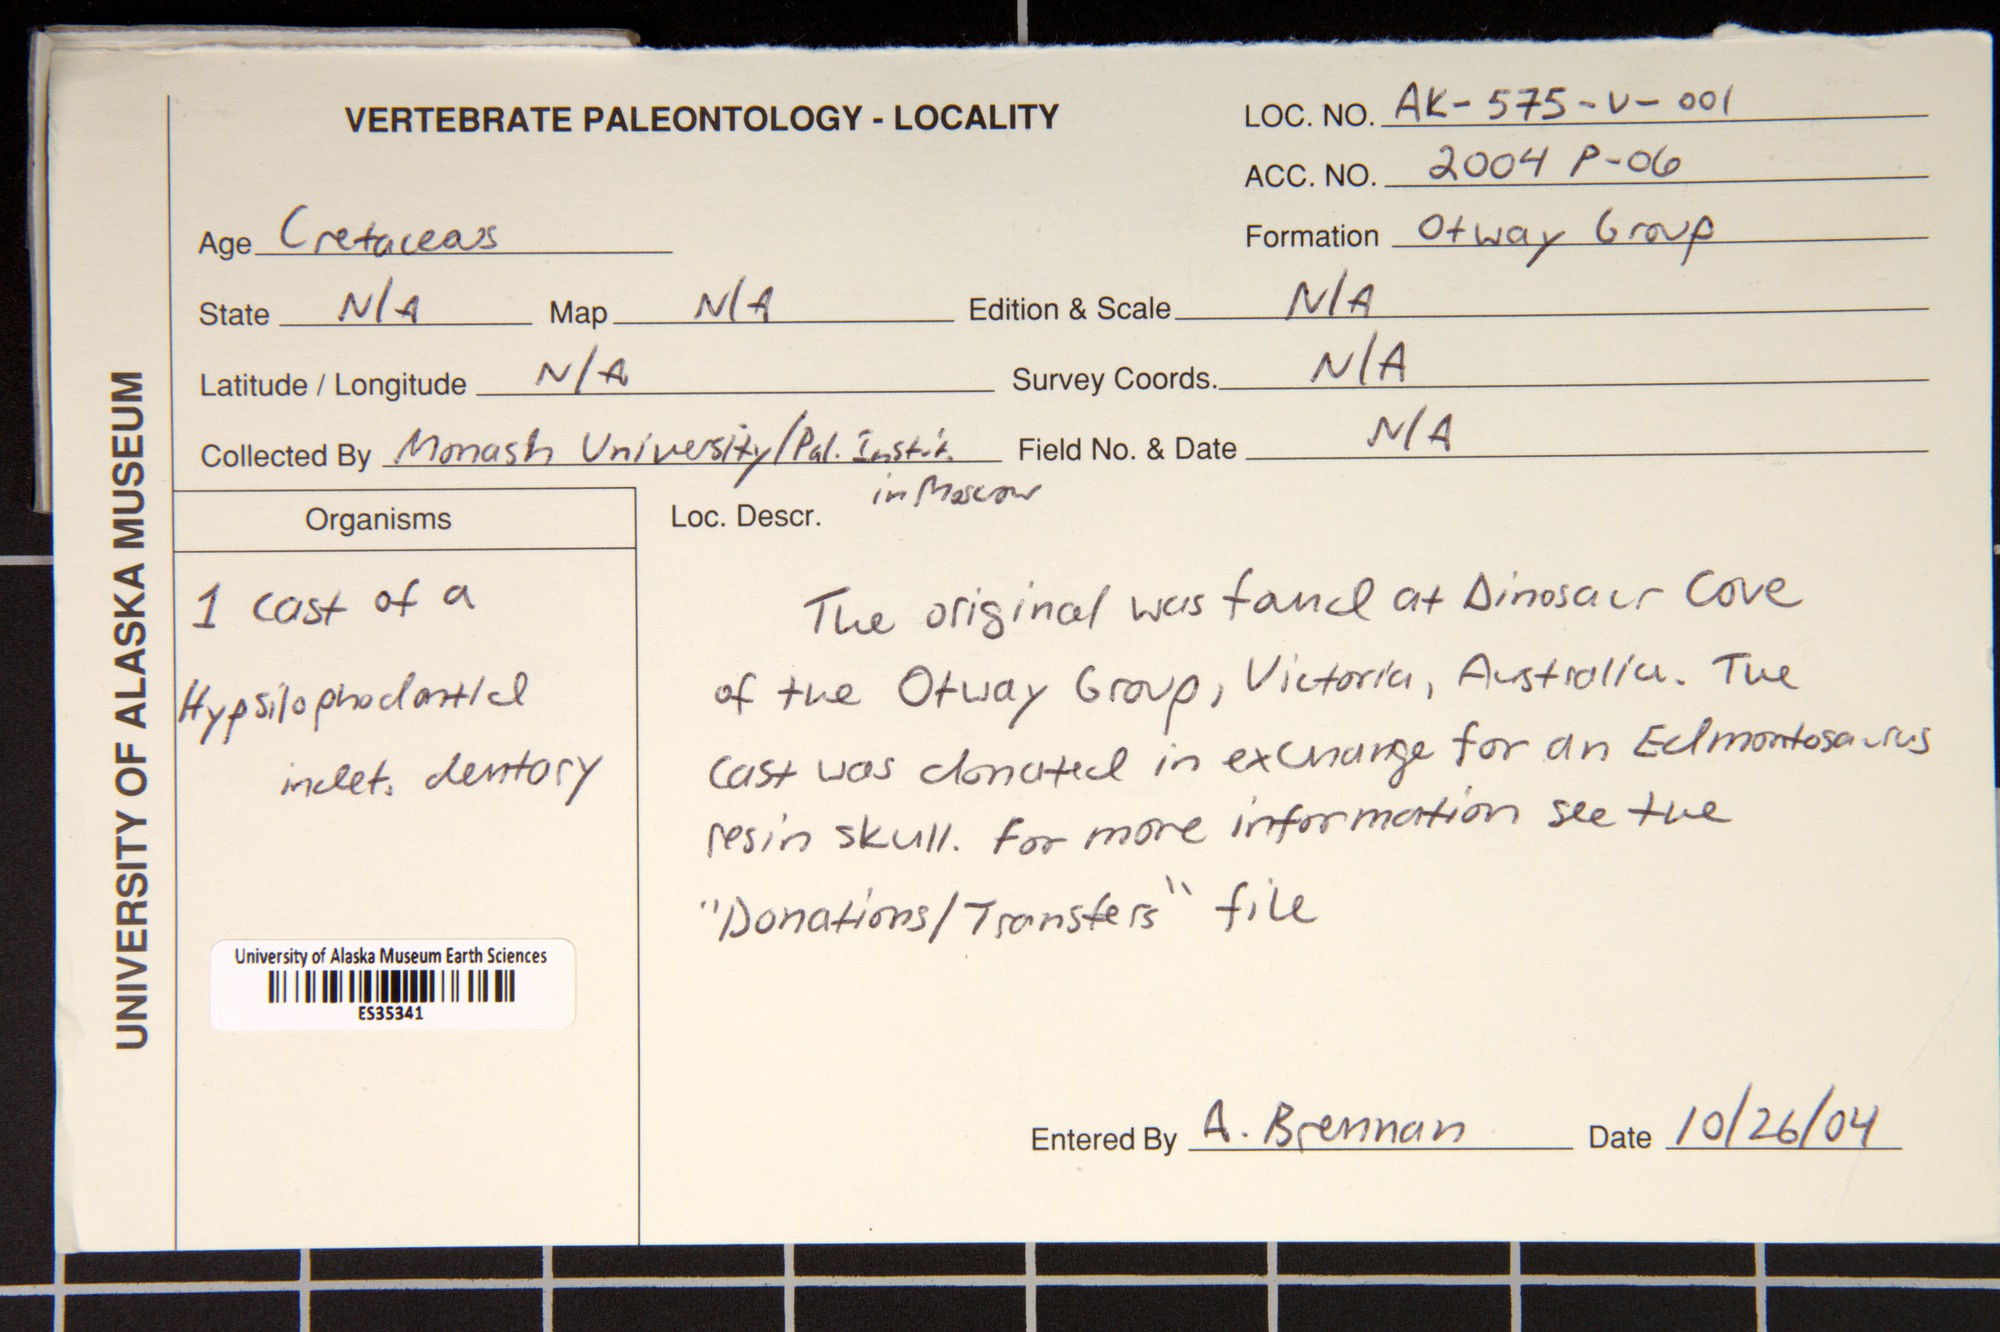 VERTEBRATE PALEONTOLOGY - LOCALITY
LOC. NO. AK-575-V-001
ACC. NO. 2004 P-06
Age Cretaceous
Formation Otway Group
State N/A Map N/A Edition & Scale N/A
Latitude / Longitude N/A Survey Coords. N/A
Collected By Monash University/Pal. Instit. Field No. & Date N/A
in Moscow
UNIVERSITY OF ALASKA MUSEUM
Organisms
1 cast of a
Hypsilophodontid
indet. dentary
Loc. Descr.
The original was found at Dinosaur Cove
of the Otway Group, Victoria, Australia. The
cast was donated in exchange for an Edmontosaurus
resin skull. For more information see the
"Donations/Transfers" file
University of Alaska Museum Earth Sciences
ES35341
Entered By A. Brennan Date 10/26/04